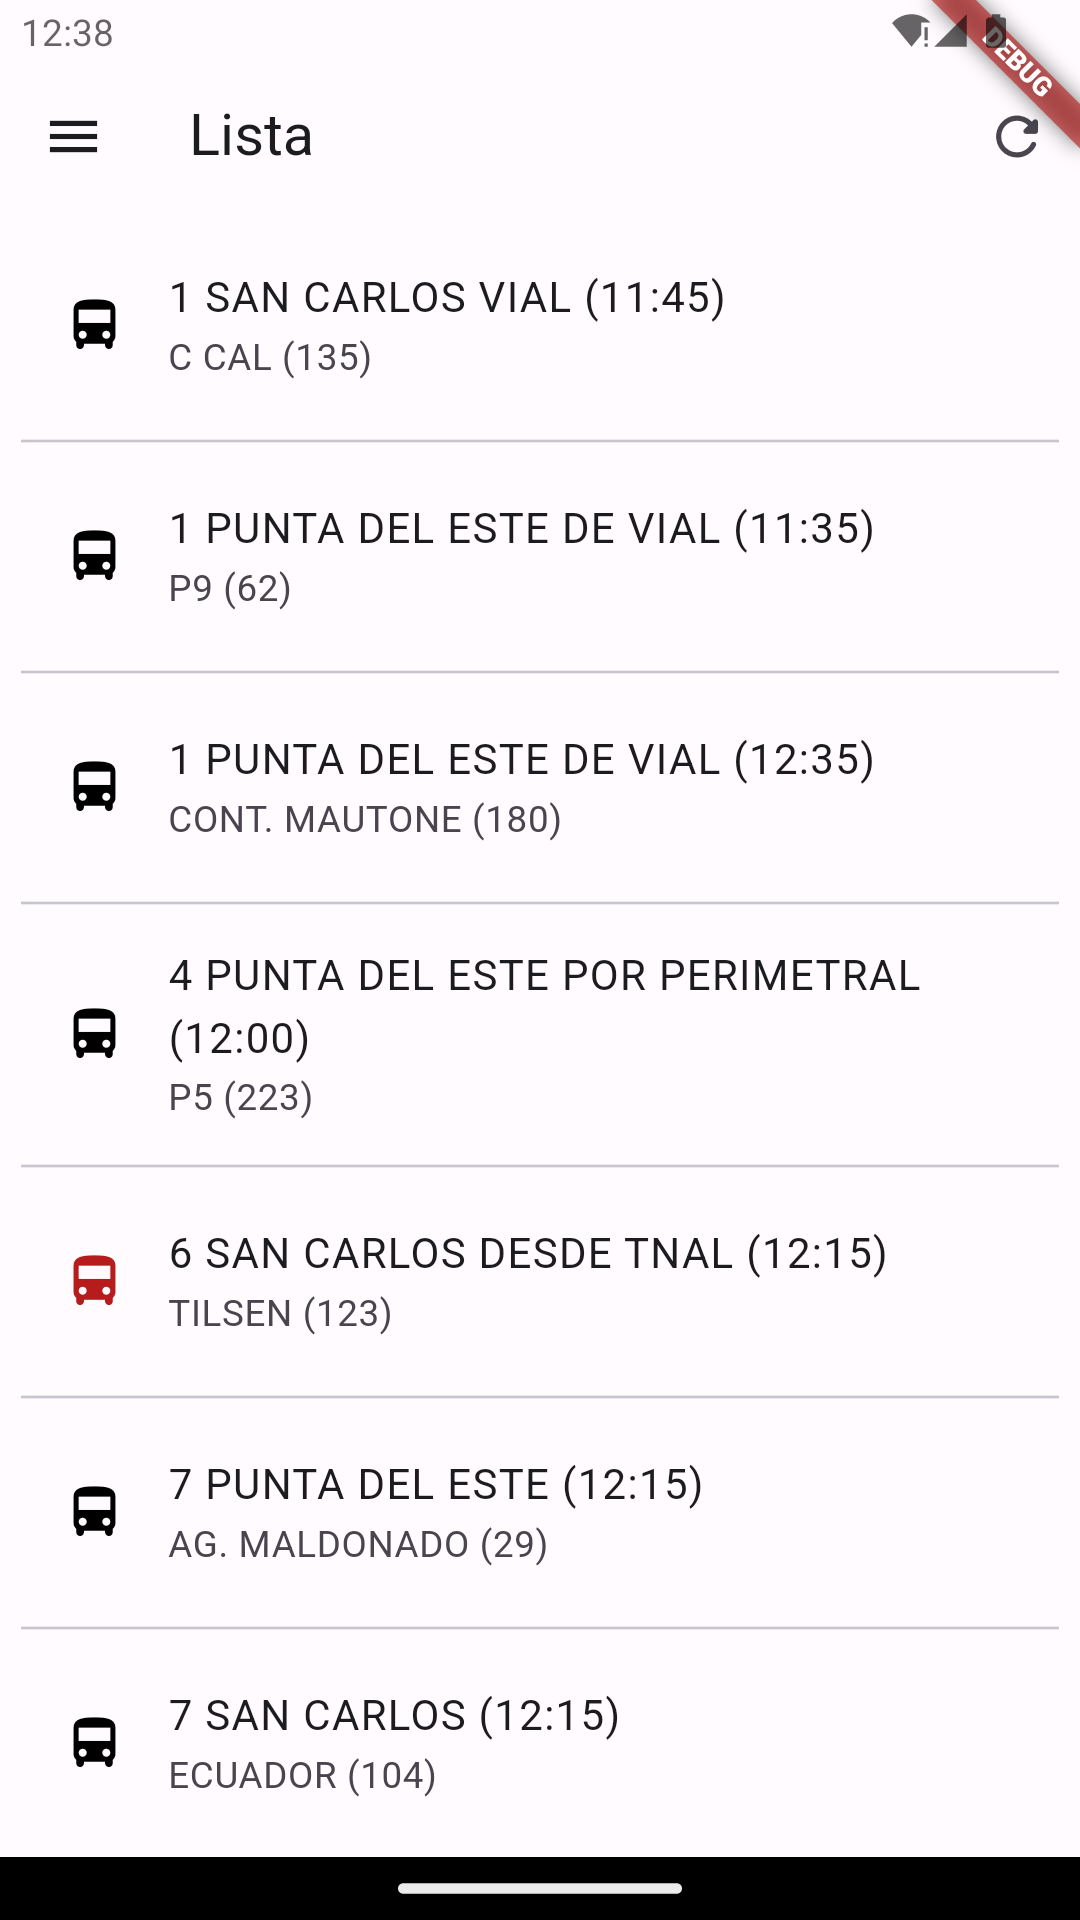 12:38
DEBUG
Lista
1 SAN CARLOS VIAL (11:45)
C CAL (135)
1 PUNTA DEL ESTE DE VIAL (11:35)
P9 (62)
1 PUNTA DEL ESTE DE VIAL (12:35)
CONT. MAUTONE (180)
4 PUNTA DEL ESTE POR PERIMETRAL
(12:00)
P5 (223)
6 SAN CARLOS DESDE TNAL (12:15)
TILSEN (123)
7 PUNTA DEL ESTE (12:15)
AG. MALDONADO (29)
7 SAN CARLOS (12:15)
ECUADOR (104)